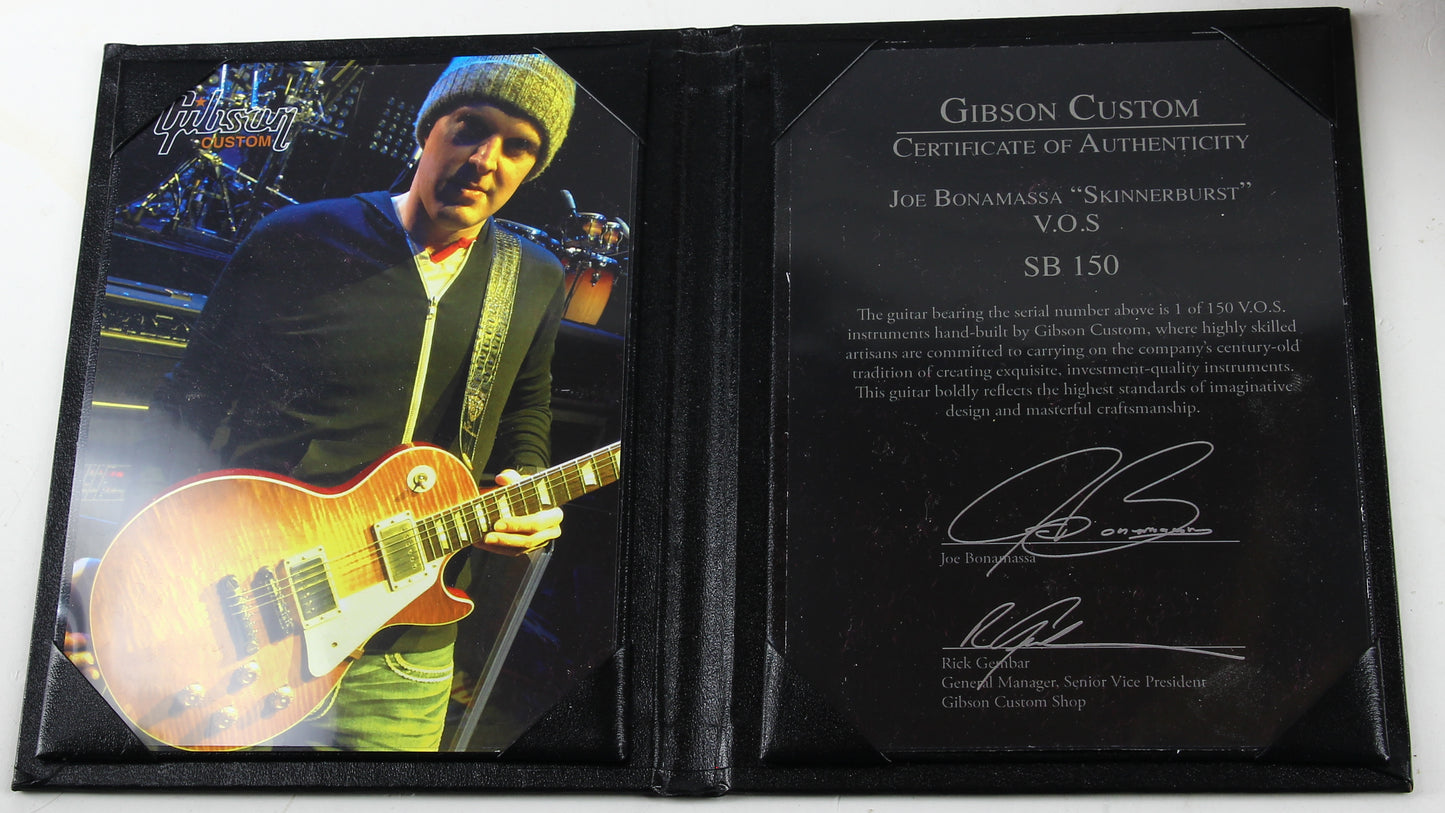 Gibson
CUSTOM
GIBSON CUSTOM
CERTIFICATE OF AUTHENTICITY
JOE BONAMASSA “SKINNERBURST”
V.O.S
SB 150
The guitar bearing the serial number above is 1 of 150 V.O.S.
instruments hand-built by Gibson Custom, where highly skilled
artisans are committed to carrying on the company's century-old
tradition of creating exquisite, investment-quality instruments.
This guitar boldly reflects the highest standards of imaginative
design and masterful craftsmanship.
Joe Bonamassa
Joe Bonamassa
Rick Gembar
General Manager, Senior Vice President
Gibson Custom Shop